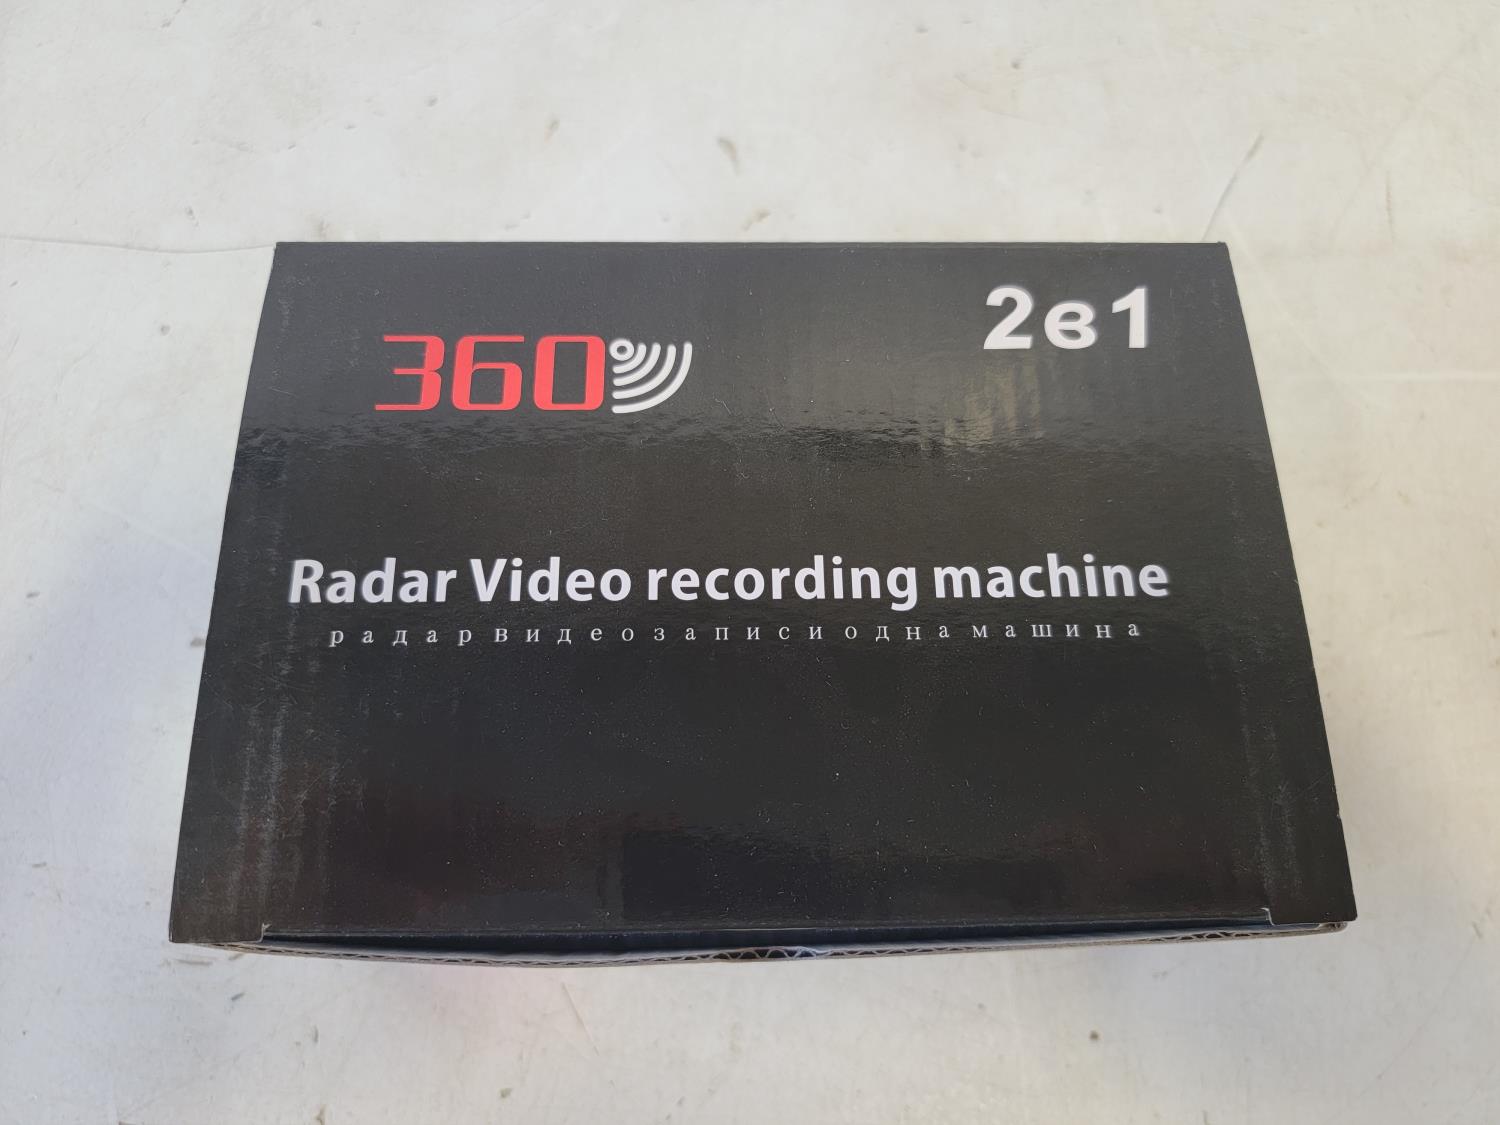 2в1
360
Radar Video recording machine
радарвидеозаписиоднамашина